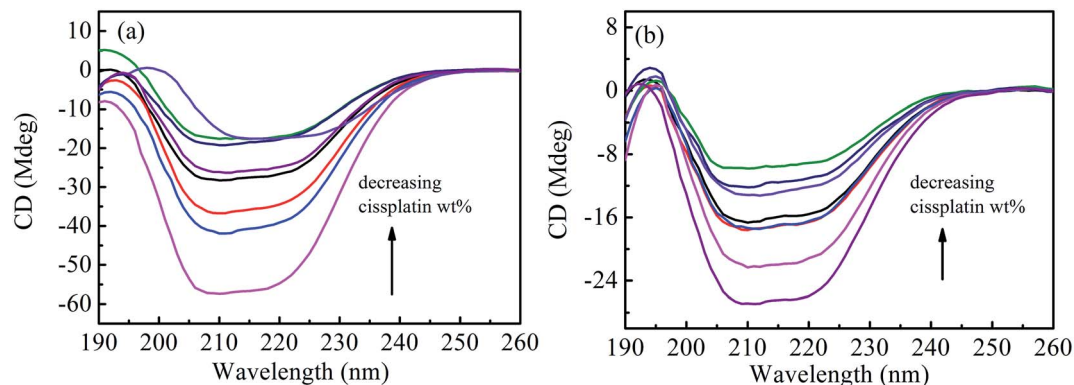 (a)
CD (Mdeg)
10
0
-10
-20
-30
-40
-50
-60
decreasing
cissplatin wt%
190 200 210 220 230 240 250 260
Wavelength (nm)
(b)
CD (Mdeg)
8
0
-8
-16
-24
decreasing
cissplatin wt%
190 200 210 220 230 240 250 260
Wavelength (nm)